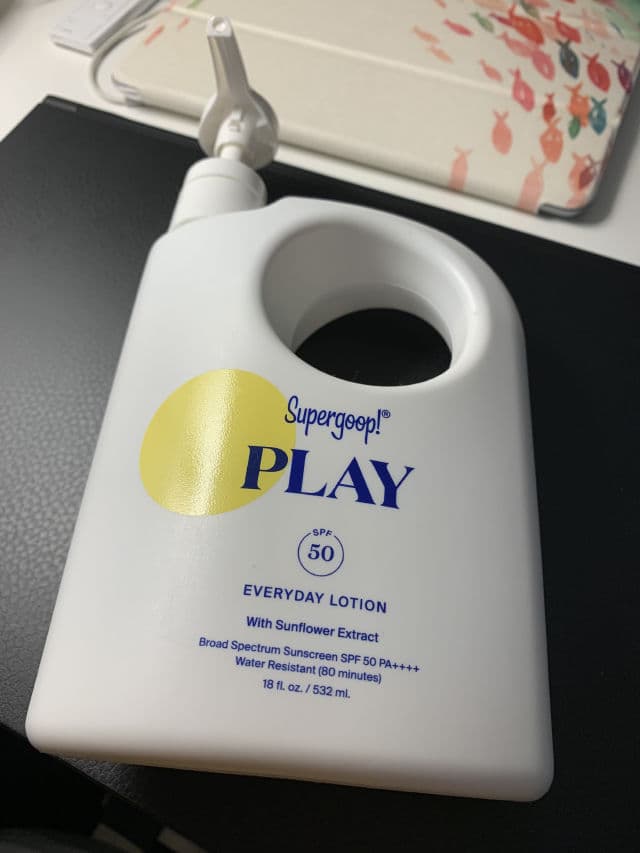 Supergoop!®
PLAY
SPF
50
EVERYDAY LOTION
With Sunflower Extract
Broad Spectrum Sunscreen SPF 50 PA++++
Water Resistant (80 minutes)
18 fl. oz. / 532 ml.